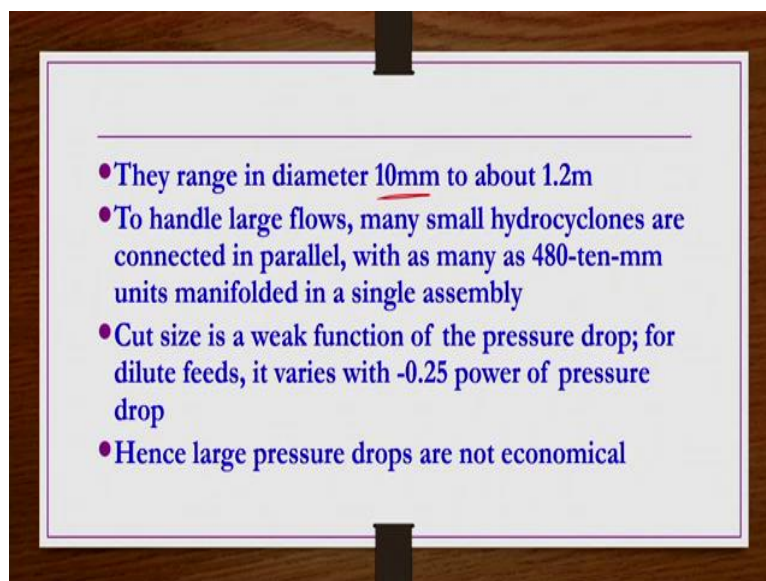 • They range in diameter 10mm to about 1.2m
• To handle large flows, many small hydrocyclones are
connected in parallel, with as many as 480-ten-mm
units manifolded in a single assembly
• Cut size is a weak function of the pressure drop; for
dilute feeds, it varies with -0.25 power of pressure
drop
• Hence large pressure drops are not economical